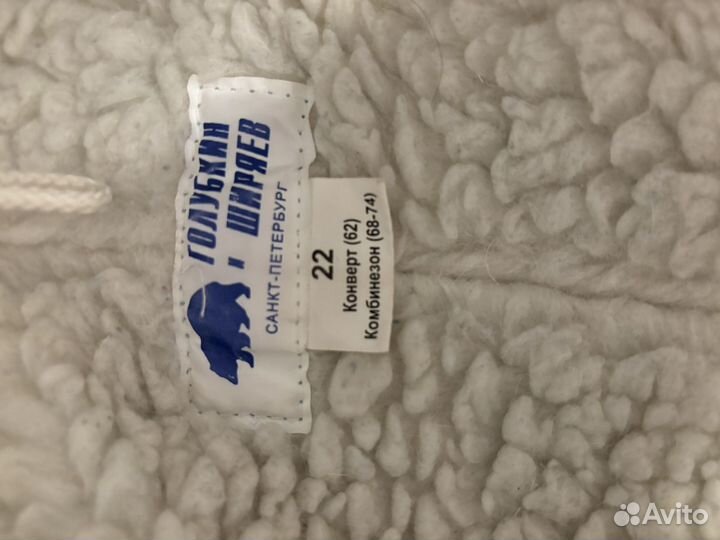 ГОЛУБКИН
и ШИРЯЕВ
САНКТ-ПЕТЕРБУРГ
22
Конверт (62)
Комбинезон (68-74)
Avito